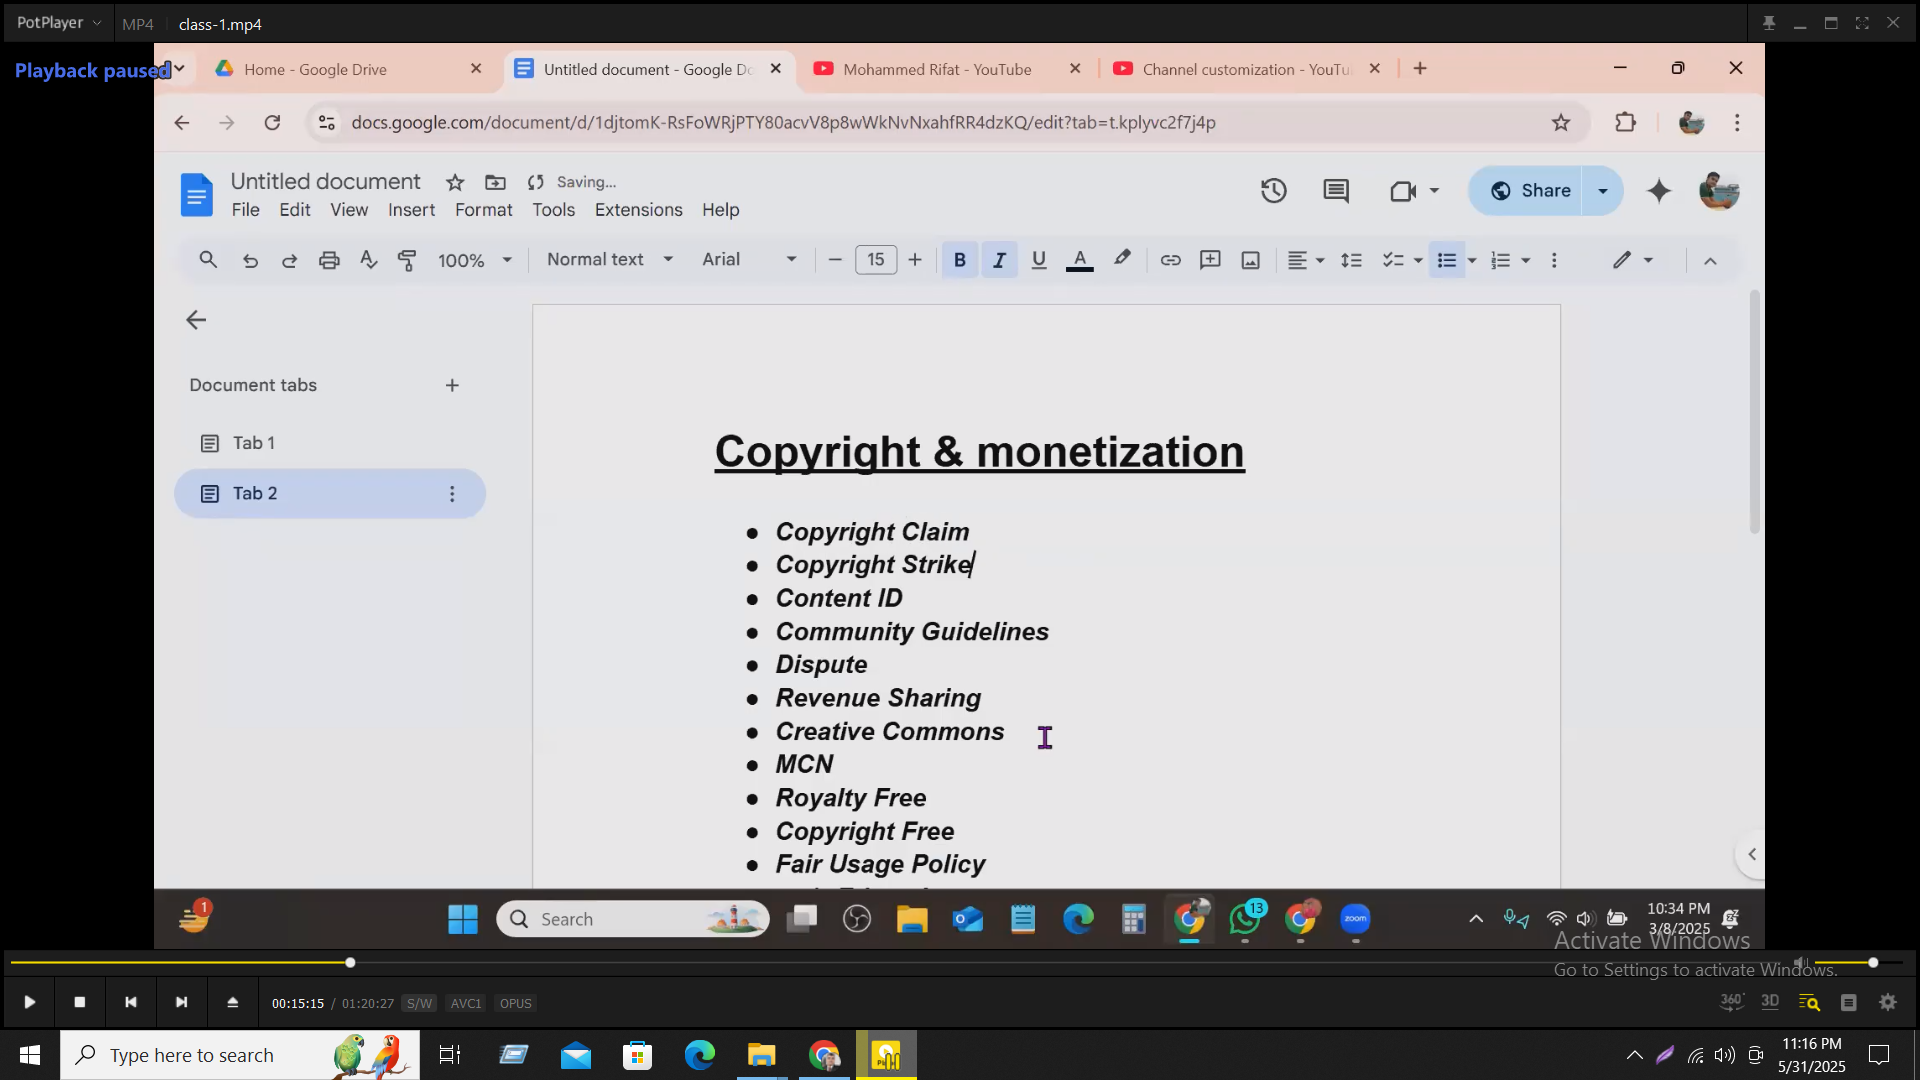 PotPlayer MP4 class-1.mp4
Playback paused
Home - Google Drive
Untitled document - Google Do
Mohammed Rifat - YouTube
Channel customization - YouTu
docs.google.com/document/d/1djtomK-RsFoWRjPTY80acvV8p8wWkNvNxahfRR4dzKQ/edit?tab=t.kplyvc2f7j4p
Untitled document Saving...
Share
File Edit View Insert Format Tools Extensions Help
100% Normal text Arial 15 B I U A
Document tabs
Tab 1
Tab 2
Copyright & monetization
Copyright Claim
Copyright Strike
Content ID
Community Guidelines
Dispute
Revenue Sharing
Creative Commons
MCN
Royalty Free
Copyright Free
Fair Usage Policy
1
Search
13
zoom
10:34 PM
3/8/2025
Activate Windows
Go to Settings to activate Windows.
00:15:15 / 01:20:27 S/W AVC1 OPUS
360° 3D
Type here to search
11:16 PM
5/31/2025